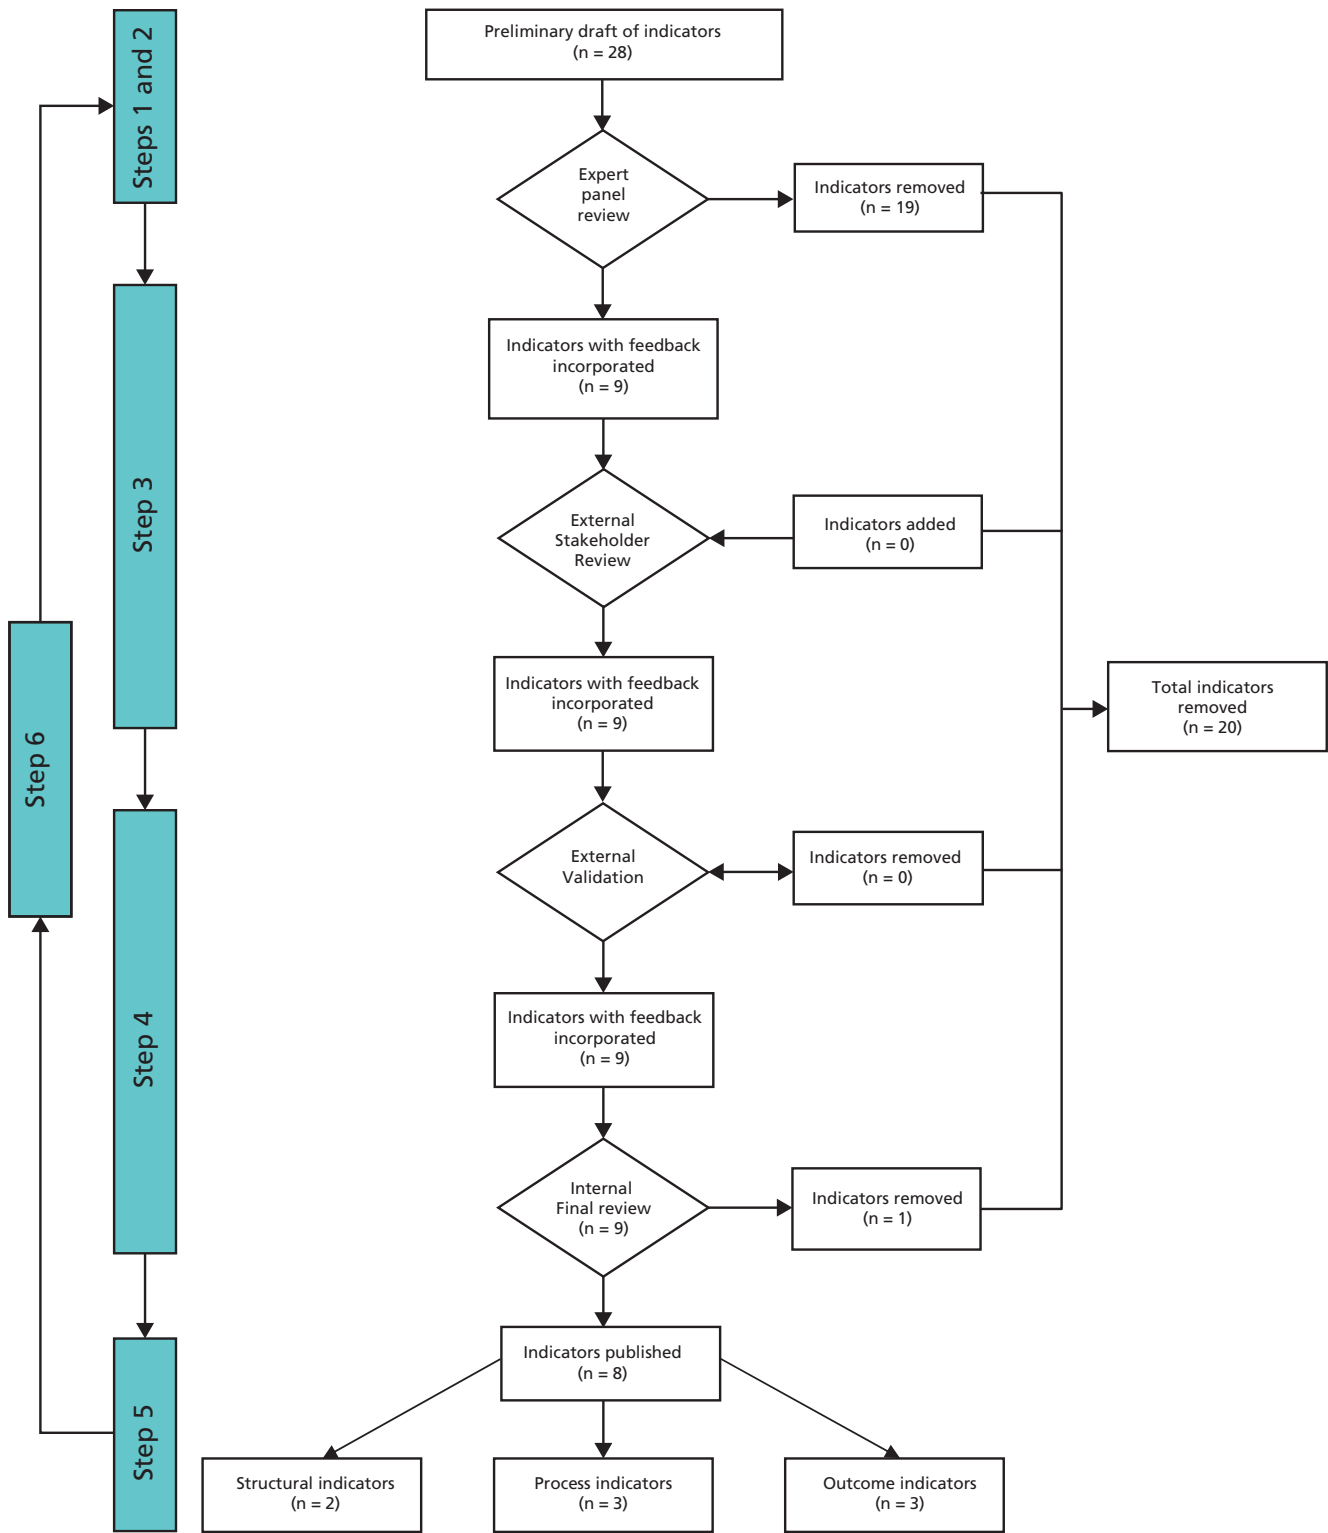 Steps 1 and 2
Step 3
Step 6
Step 4
Step 5
Preliminary draft of indicators
(n = 28)
Expert
panel
review
Indicators removed
(n = 19)
Indicators with feedback
incorporated
(n = 9)
External
Stakeholder
Review
Indicators added
(n = 0)
Indicators with feedback
incorporated
(n = 9)
Total indicators
removed
(n = 20)
External
Validation
Indicators removed
(n = 0)
Indicators with feedback
incorporated
(n = 9)
Internal
Final review
(n = 9)
Indicators removed
(n = 1)
Indicators published
(n = 8)
Structural indicators
(n = 2)
Process indicators
(n = 3)
Outcome indicators
(n = 3)